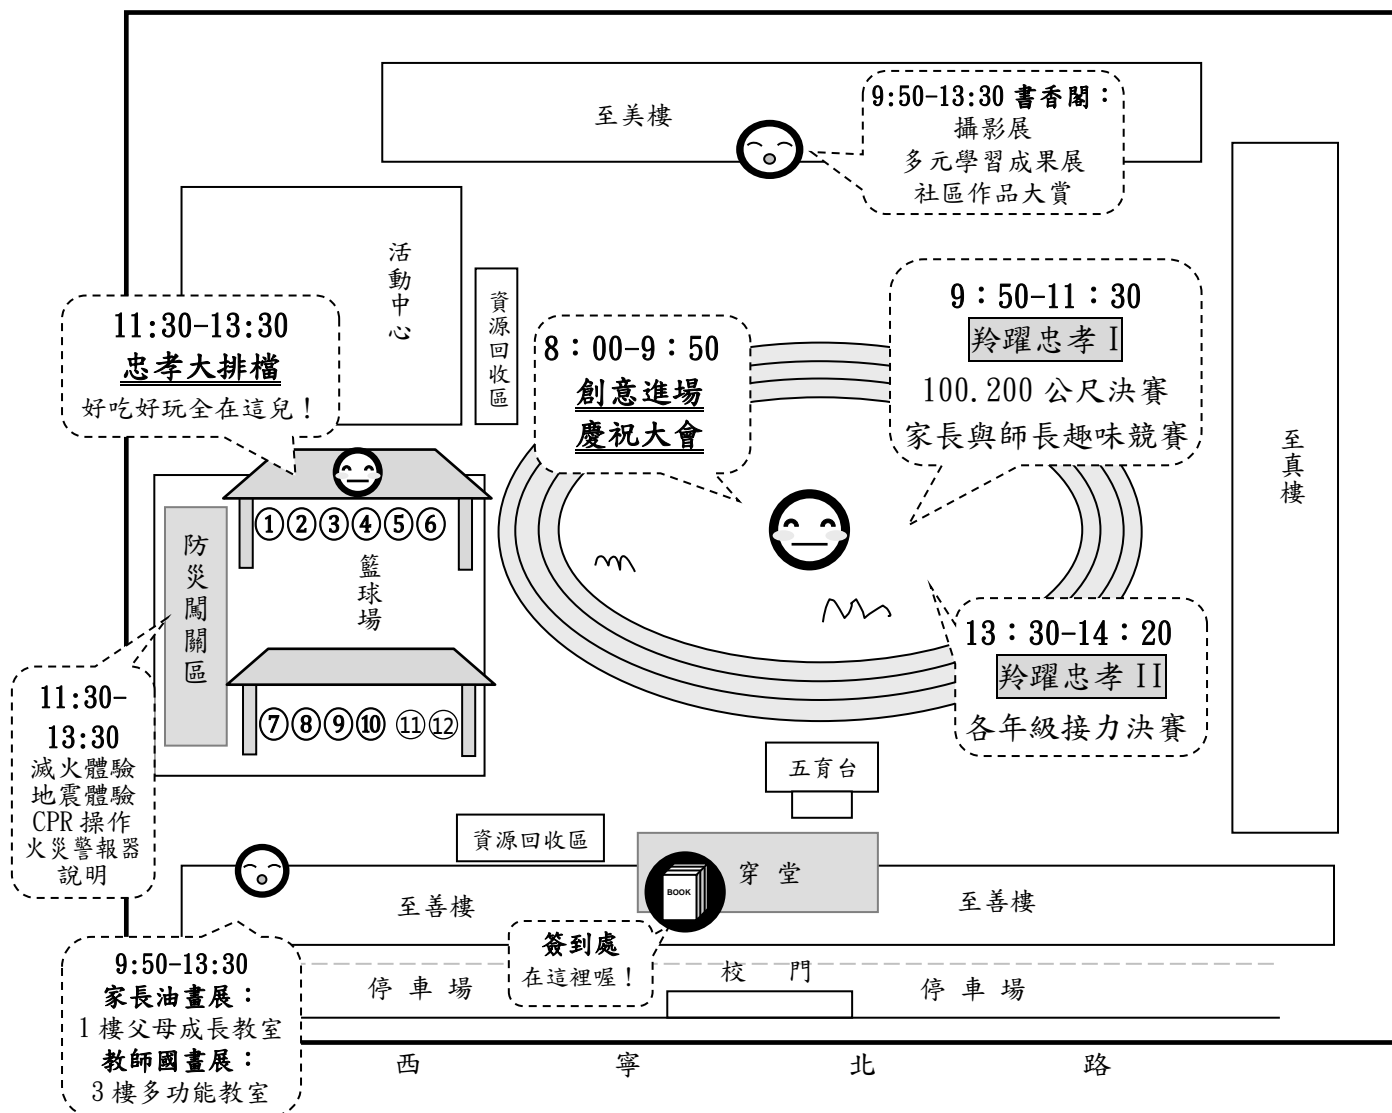 至美樓
9:50-13:30 書香閣：
攝影展
多元學習成果展
社區作品大賞
活動中心
資源回收區
11:30-13:30
忠孝大排檔
好吃好玩全在這兒！
8：00-9：50
創意進場
慶祝大會
9：50-11：30
羚躍忠孝 I
100.200 公尺決賽
家長與師長趣味競賽
至真樓
①②③④⑤⑥
防災闖關區
籃球場
13：30-14：20
羚躍忠孝 II
各年級接力決賽
11:30-
13:30
滅火體驗
地震體驗
CPR 操作
火災警報器
說明
⑦⑧⑨⑩⑪⑫
五育台
資源回收區
穿堂
BOOK
至善樓
至善樓
簽到處
在這裡喔！
9:50-13:30
家長油畫展：
1 樓父母成長教室
教師國畫展：
3 樓多功能教室
停車場
校 門
停車場
西 寧 北 路